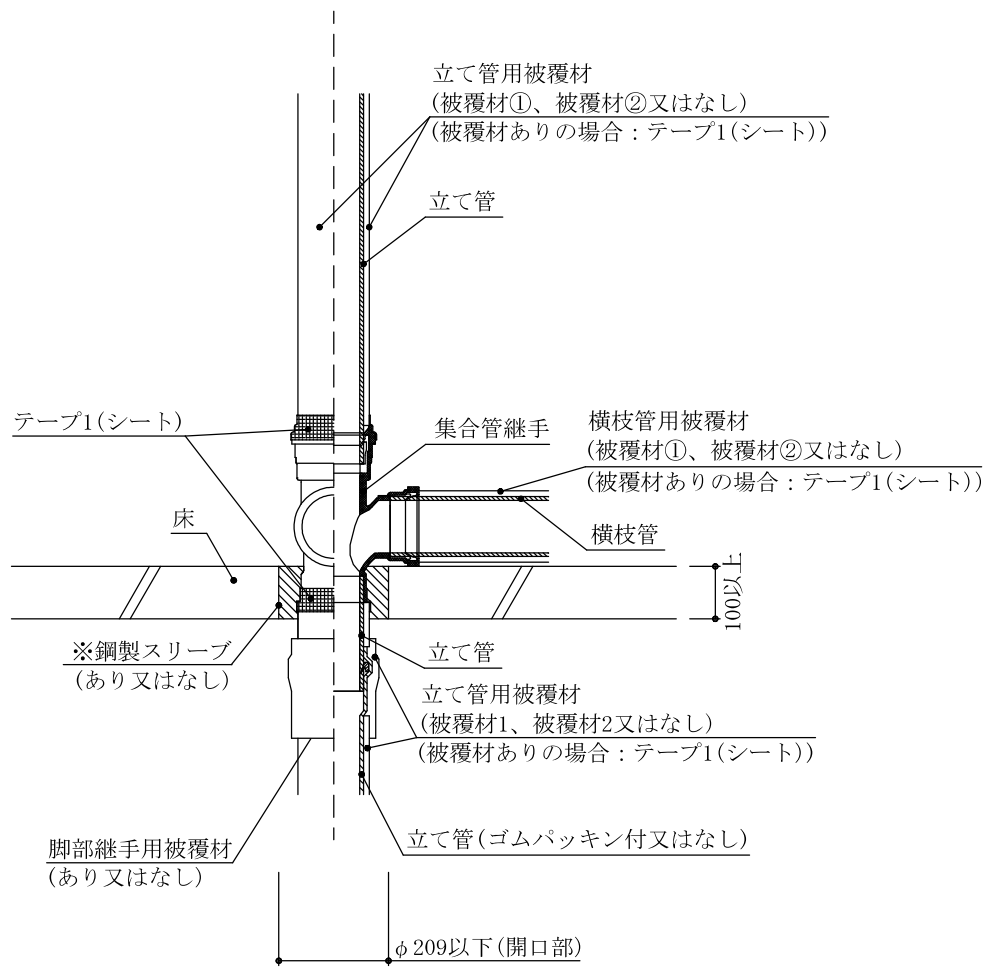 立て管用被覆材
(被覆材①、被覆材②又はなし)
(被覆材ありの場合：テープ1(シート))
立て管
テープ1(シート)
集合管継手
横枝管用被覆材
(被覆材①、被覆材②又はなし)
(被覆材ありの場合：テープ1(シート))
床
横枝管
100以上
※鋼製スリーブ
(あり又はなし)
立て管
立て管用被覆材
(被覆材1、被覆材2又はなし)
(被覆材ありの場合：テープ1(シート))
立て管(ゴムパッキン付又はなし)
脚部継手用被覆材
(あり又はなし)
φ209以下(開口部)